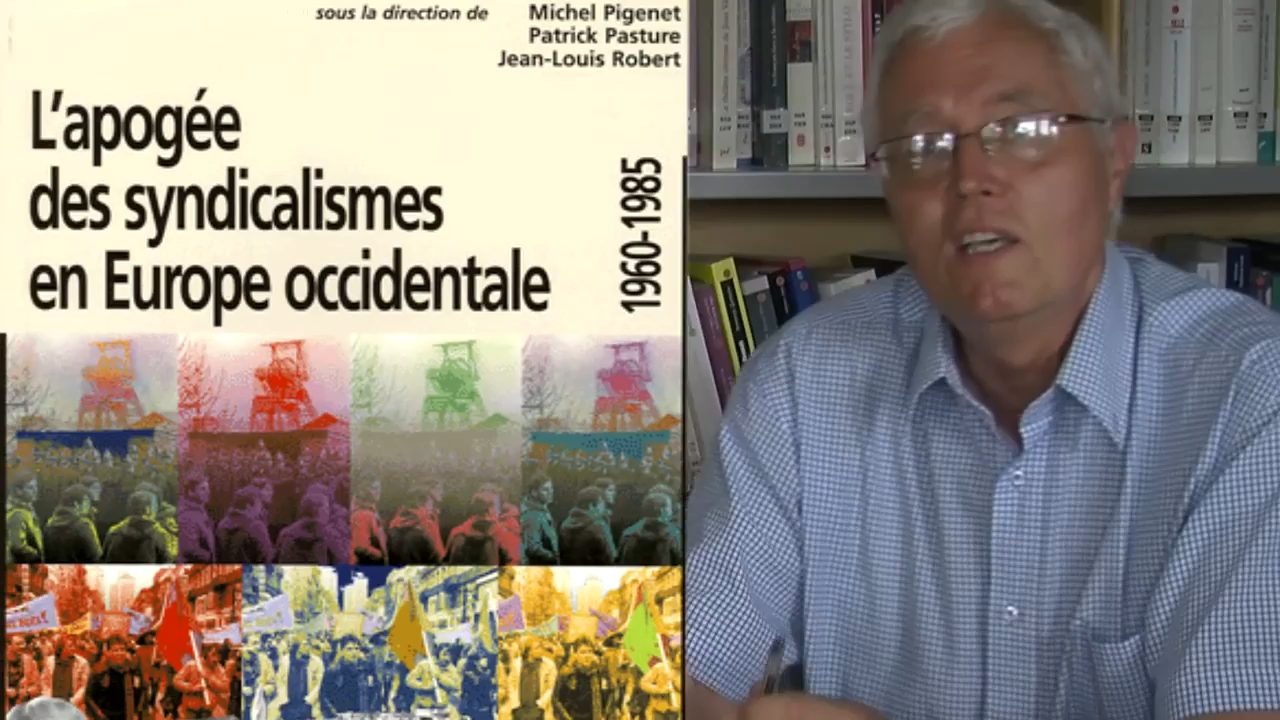 sous la direction de Michel Pigenet
Patrick Pasture
Jean-Louis Robert
L'apogée
des syndicalismes
en Europe occidentale
1960-1985